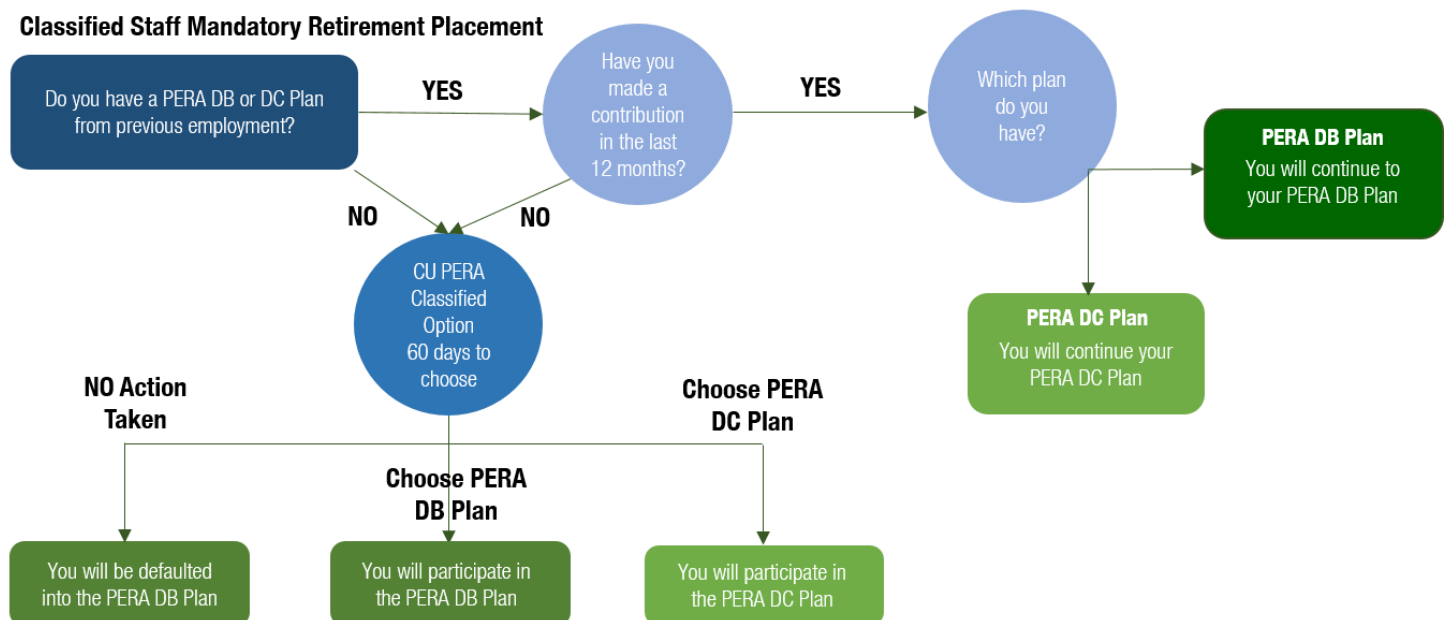 Classified Staff Mandatory Retirement Placement
Do you have a PERA DB or DC Plan
from previous employment?
YES
Have you
made a
contribution
in the last
12 months?
YES
Which plan
do you
have?
PERA DB Plan
You will continue to
your PERA DB Plan
NO
NO
CU PERA
Classified
Option
60 days to
choose
PERA DC Plan
You will continue your
PERA DC Plan
NO Action
Taken
Choose PERA
DB Plan
Choose PERA
DC Plan
You will be defaulted
into the PERA DB Plan
You will participate in
the PERA DB Plan
You will participate in
the PERA DC Plan